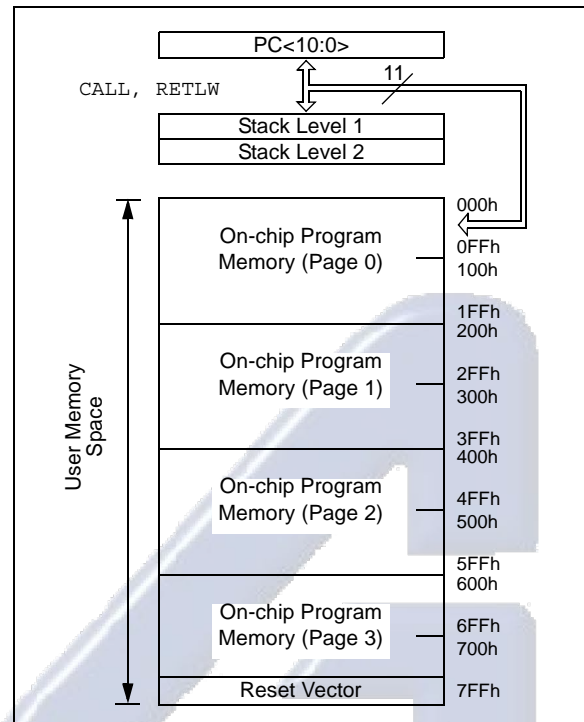 PC<10:0>
11
CALL, RETLW
Stack Level 1
Stack Level 2
000h
On-chip Program
Memory (Page 0)
0FFh
100h
1FFh
200h
On-chip Program
Memory (Page 1)
2FFh
300h
User Memory
Space
3FFh
400h
On-chip Program
Memory (Page 2)
4FFh
500h
5FFh
600h
On-chip Program
Memory (Page 3)
6FFh
700h
Reset Vector
7FFh